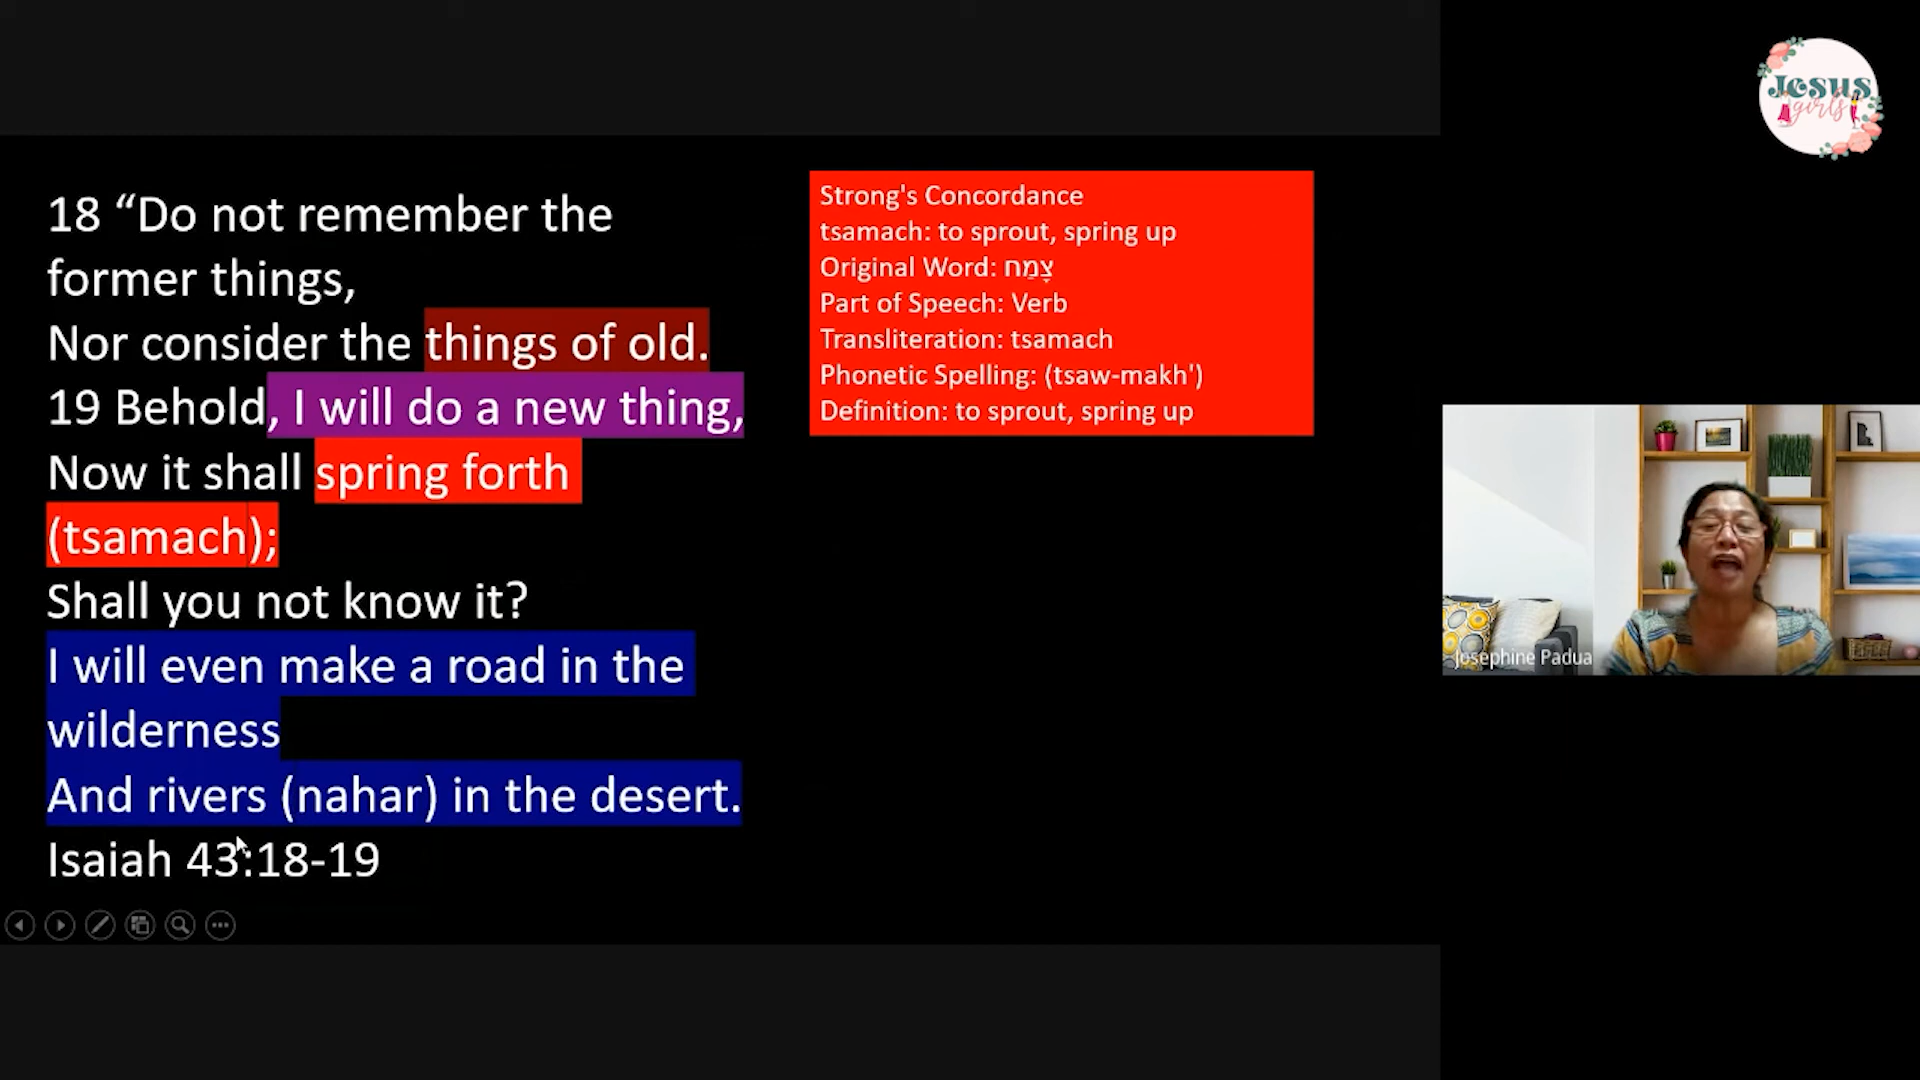 18 “Do not remember the
former things,
Nor consider the things of old.
19 Behold, I will do a new thing,
Now it shall spring forth
(tsamach);
Shall you not know it?
I will even make a road in the
wilderness
And rivers (nahar) in the desert.
Isaiah 43:18-19
Strong's Concordance
tsamach: to sprout, spring up
Original Word: צָמַח
Part of Speech: Verb
Transliteration: tsamach
Phonetic Spelling: (tsaw-makh')
Definition: to sprout, spring up
Jesus
girls
Josephine Padua